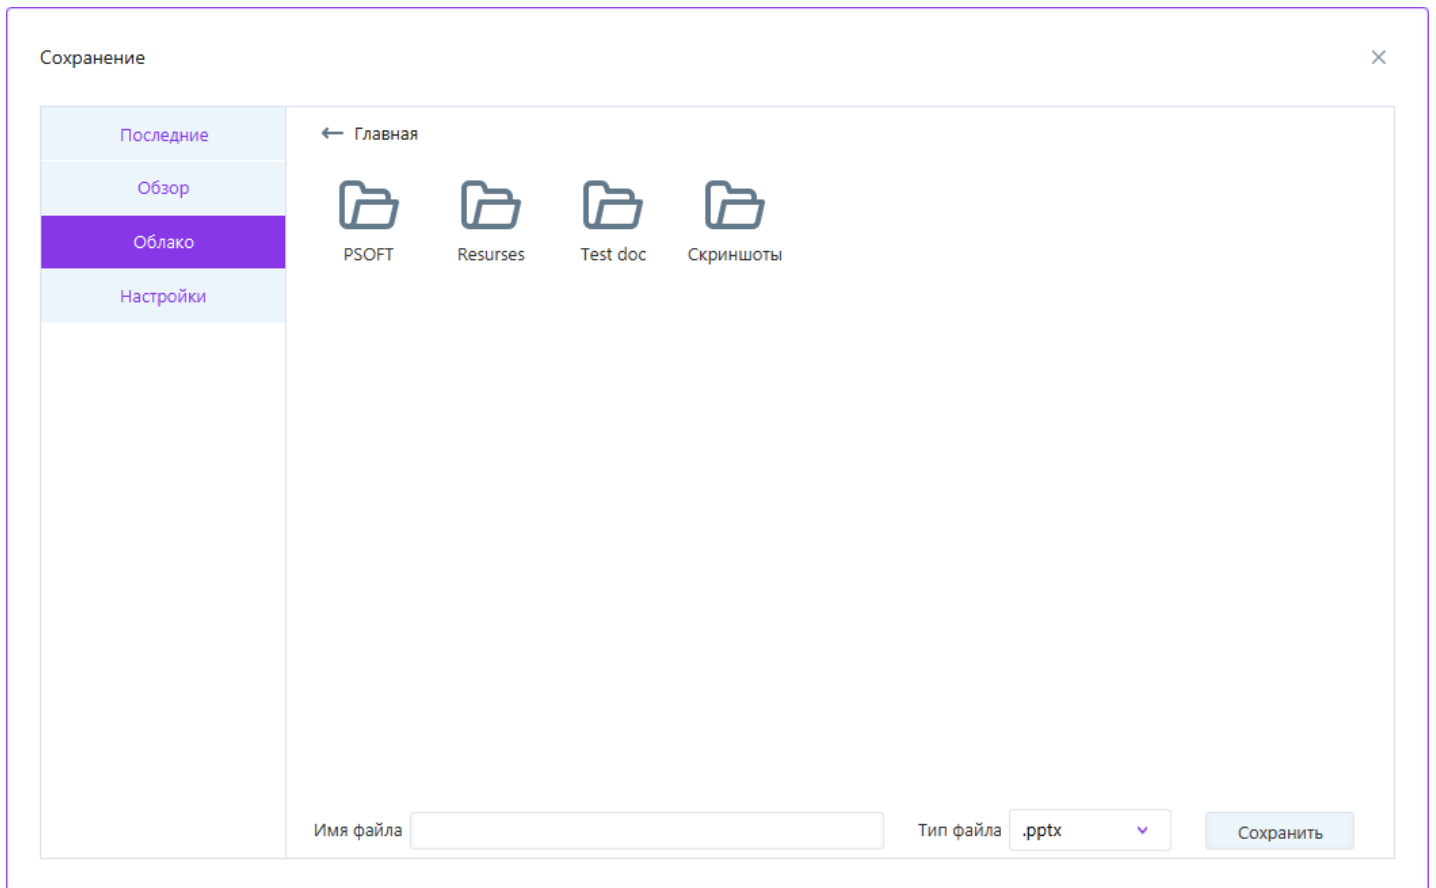 Сохранение
Последние
Обзор
Облако
Настройки
Главная
PSOFT Resurses Test doc Скриншоты
Имя файла Тип файла .pptx Сохранить